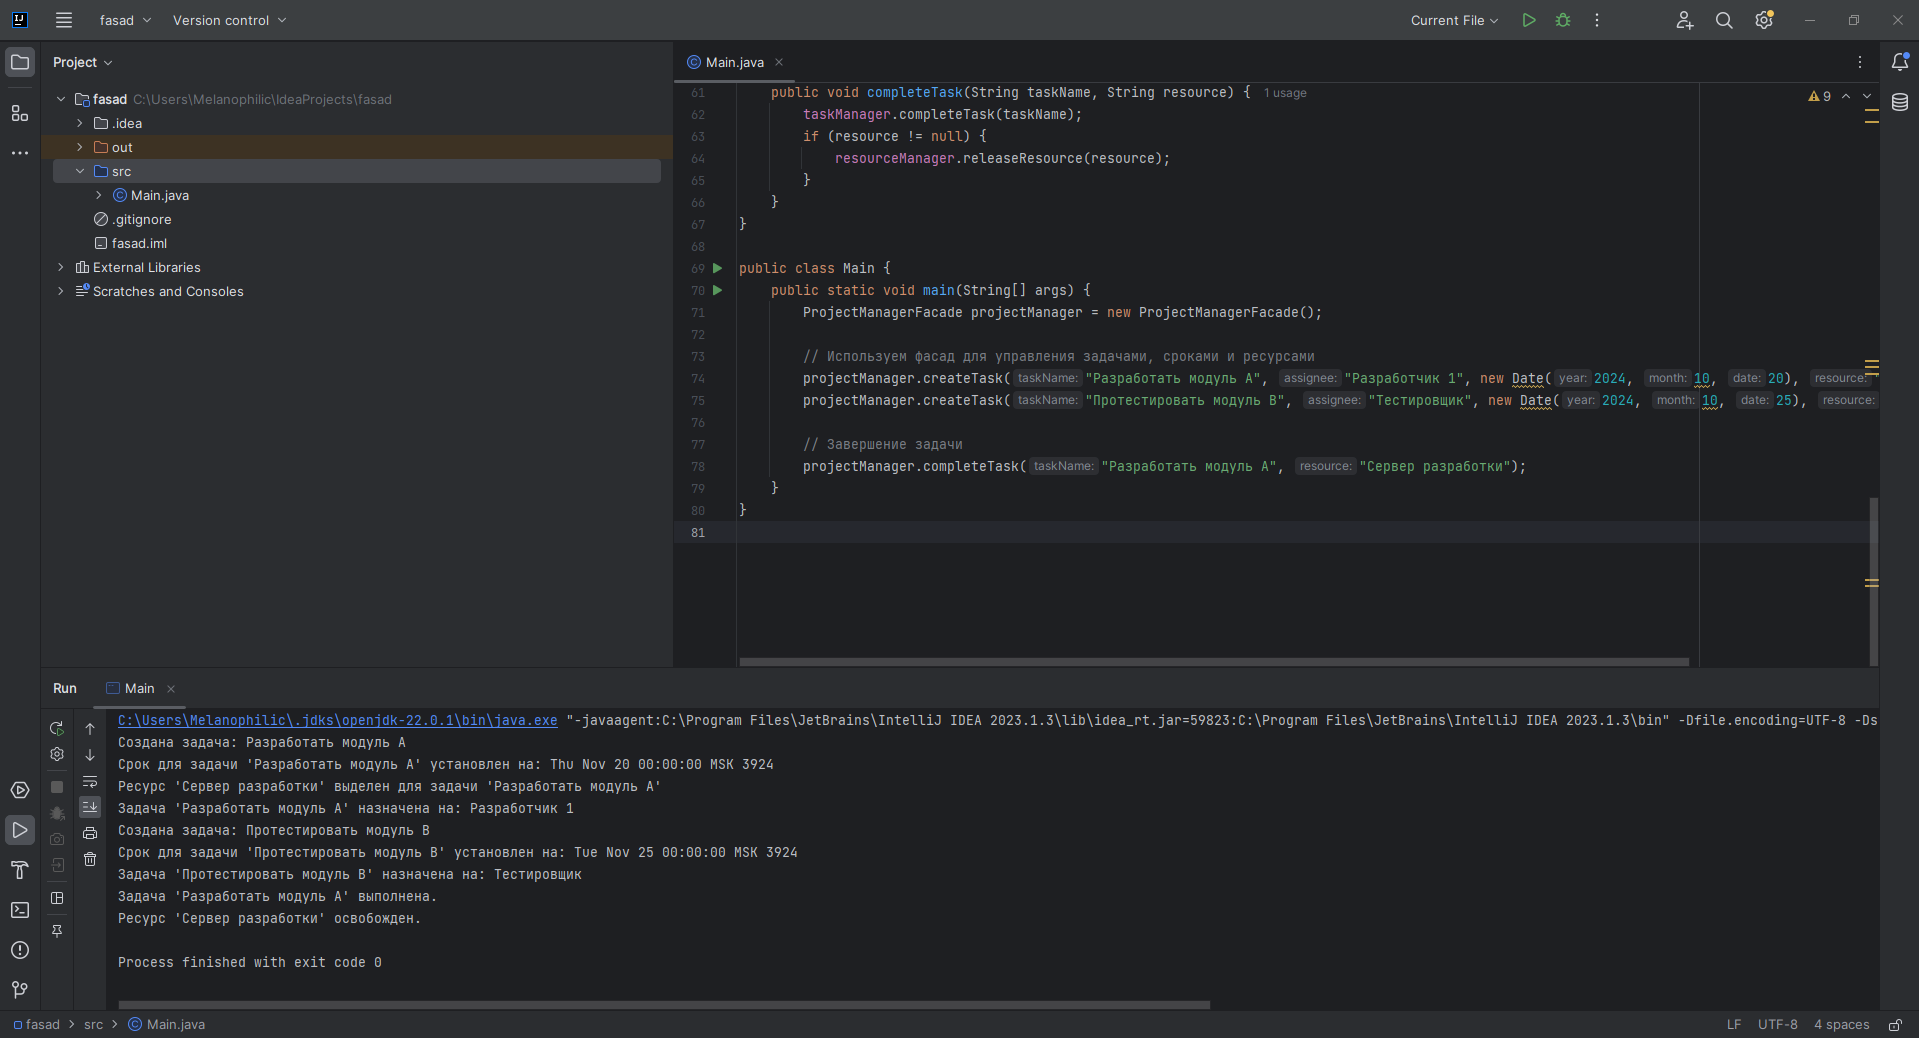 fasad
Version control
Current File
Project
Main.java
fasad C:\Users\Melanophilic\IdeaProjects\fasad
.idea
out
src
Main.java
.gitignore
fasad.iml
External Libraries
Scratches and Consoles
9
61 public void completeTask(String taskName, String resource) { 1 usage
62 taskManager.completeTask(taskName);
63 if (resource != null) {
64 resourceManager.releaseResource(resource);
65 }
66 }
67 }
68
69 public class Main {
70 public static void main(String[] args) {
71 ProjectManagerFacade projectManager = new ProjectManagerFacade();
72
73 // Используем фасад для управления задачами, сроками и ресурсами
74 projectManager.createTask( taskName: "Разработать модуль A", assignee: "Разработчик 1", new Date( year: 2024, month: 10, date: 20), resource: "
75 projectManager.createTask( taskName: "Протестировать модуль B", assignee: "Тестировщик", new Date( year: 2024, month: 10, date: 25), resource:
76
77 // Завершение задачи
78 projectManager.completeTask( taskName: "Разработать модуль A", resource: "Сервер разработки");
79 }
80 }
81
Run
Main
C:\Users\Melanophilic\.jdks\openjdk-22.0.1\bin\java.exe "-javaagent:C:\Program Files\JetBrains\IntelliJ IDEA 2023.1.3\lib\idea_rt.jar=59823:C:\Program Files\JetBrains\IntelliJ IDEA 2023.1.3\bin" -Dfile.encoding=UTF-8 -Ds
Создана задача: Разработать модуль A
Срок для задачи 'Разработать модуль A' установлен на: Thu Nov 20 00:00:00 MSK 3924
Ресурс 'Сервер разработки' выделен для задачи 'Разработать модуль A'
Задача 'Разработать модуль A' назначена на: Разработчик 1
Создана задача: Протестировать модуль B
Срок для задачи 'Протестировать модуль B' установлен на: Tue Nov 25 00:00:00 MSK 3924
Задача 'Протестировать модуль B' назначена на: Тестировщик
Задача 'Разработать модуль A' выполнена.
Ресурс 'Сервер разработки' освобожден.
Process finished with exit code 0
fasad > src > Main.java
LF UTF-8 4 spaces